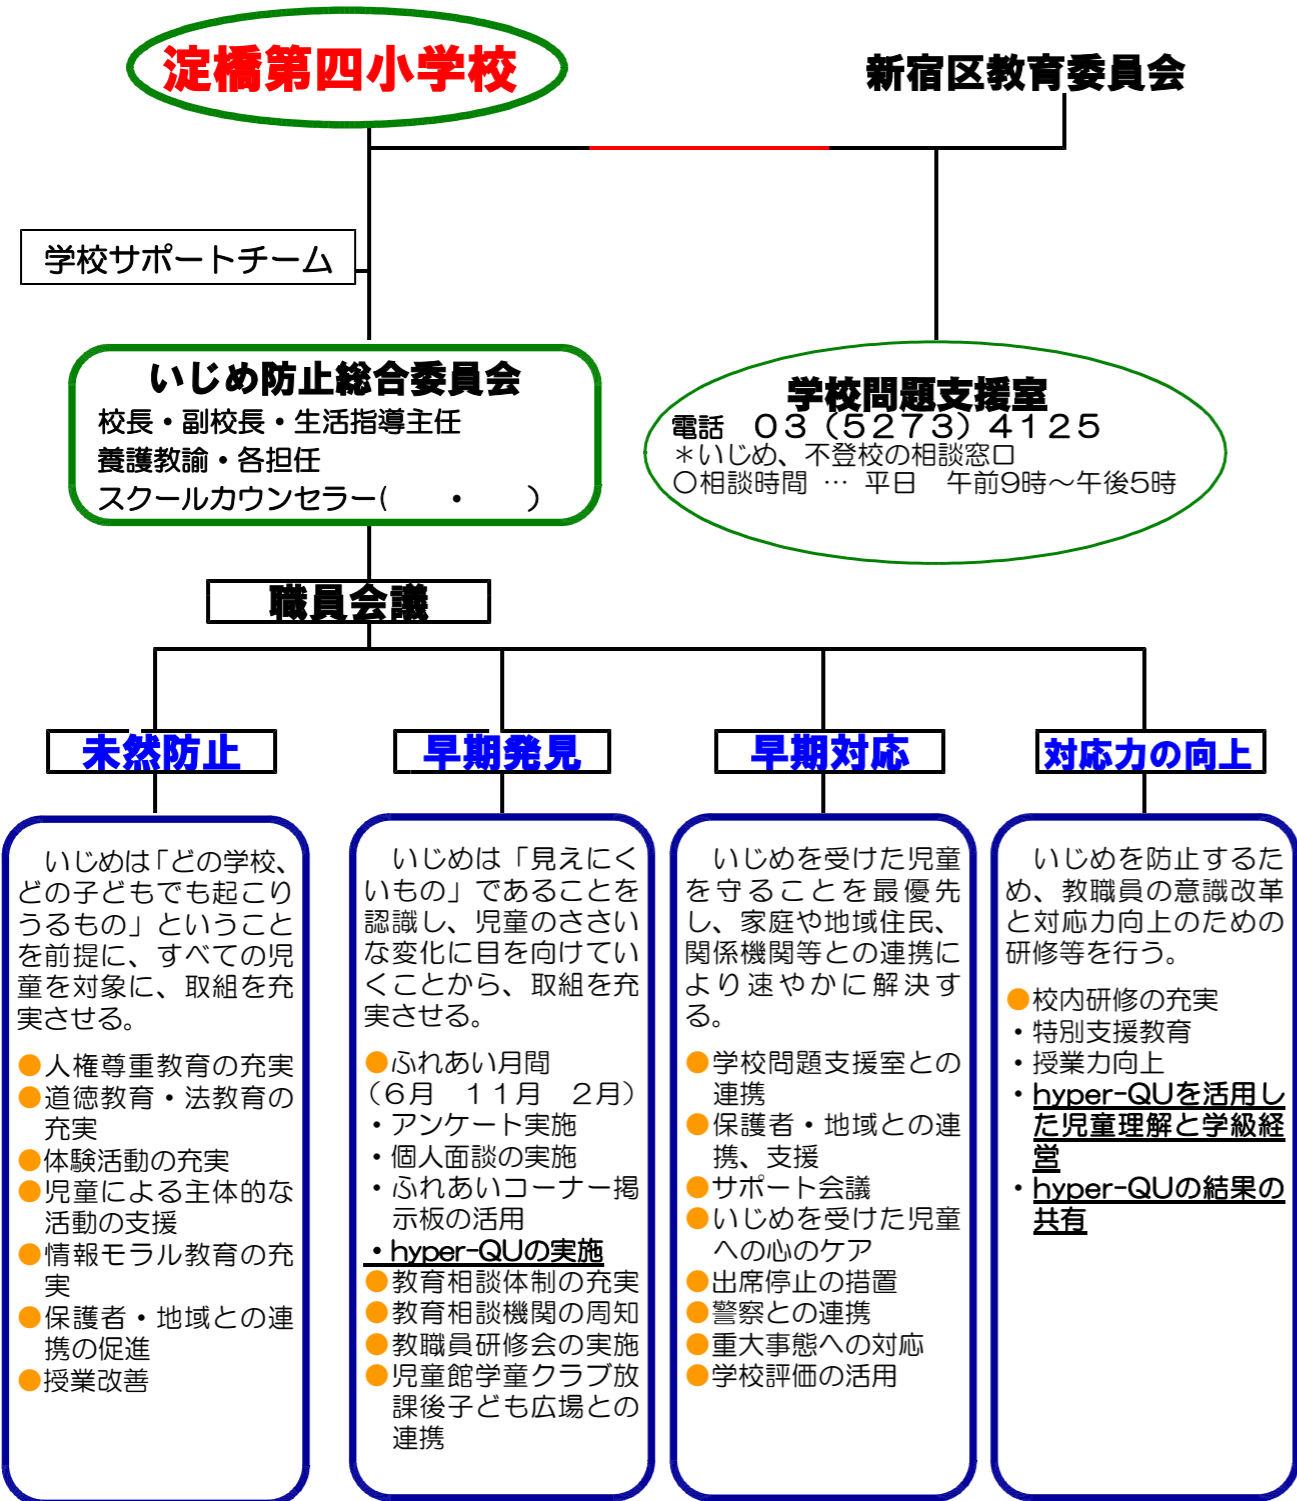 淀橋第四小学校
新宿区教育委員会
学校サポートチーム
いじめ防止総合委員会
校長・副校長・生活指導主任
養護教諭・各担任
スクールカウンセラー(　　・　　)
学校問題支援室
電話　０３（５２７３）４１２５
＊いじめ、不登校の相談窓口
〇相談時間 … 平日　午前9時～午後5時
職員会議
未然防止
いじめは「どの学校、
どの子どもでも起こり
うるもの」ということ
を前提に、すべての児
童を対象に、取組を充
実させる。
●人権尊重教育の充実
●道徳教育・法教育の
充実
●体験活動の充実
●児童による主体的な
活動の支援
●情報モラル教育の充
実
●保護者・地域との連
携の促進
●授業改善
早期発見
いじめは「見えにく
いもの」であることを
認識し、児童のささい
な変化に目を向けてい
くことから、取組を充
実させる。
●ふれあい月間
（６月　１１月　２月）
・アンケート実施
・個人面談の実施
・ふれあいコーナー掲
示板の活用
・hyper-QUの実施
●教育相談体制の充実
●教育相談機関の周知
●教職員研修会の実施
●児童館学童クラブ放
課後子ども広場との
連携
早期対応
いじめを受けた児童
を守ることを最優先
し、家庭や地域住民、
関係機関等との連携に
より速やかに解決す
る。
●学校問題支援室との
連携
●保護者・地域との連
携、支援
●サポート会議
●いじめを受けた児童
への心のケア
●出席停止の措置
●警察との連携
●重大事態への対応
●学校評価の活用
対応力の向上
いじめを防止するた
め、教職員の意識改革
と対応力向上のための
研修等を行う。
●校内研修の充実
・特別支援教育
・授業力向上
・hyper-QUを活用し
た児童理解と学級経
営
・hyper-QUの結果の
共有